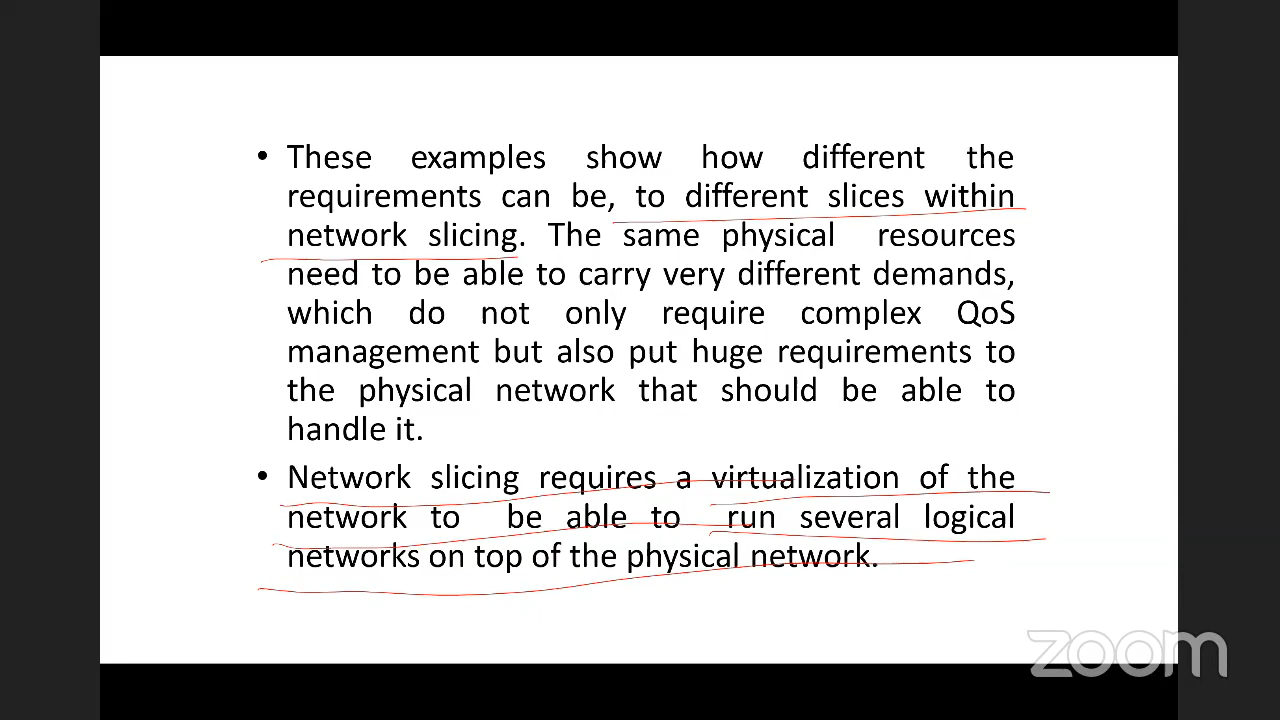 • These examples show how different the
requirements can be, to different slices within
network slicing. The same physical resources
need to be able to carry very different demands,
which do not only require complex QoS
management but also put huge requirements to
the physical network that should be able to
handle it.
• Network slicing requires a virtualization of the
network to be able to run several logical
networks on top of the physical network.
zoom